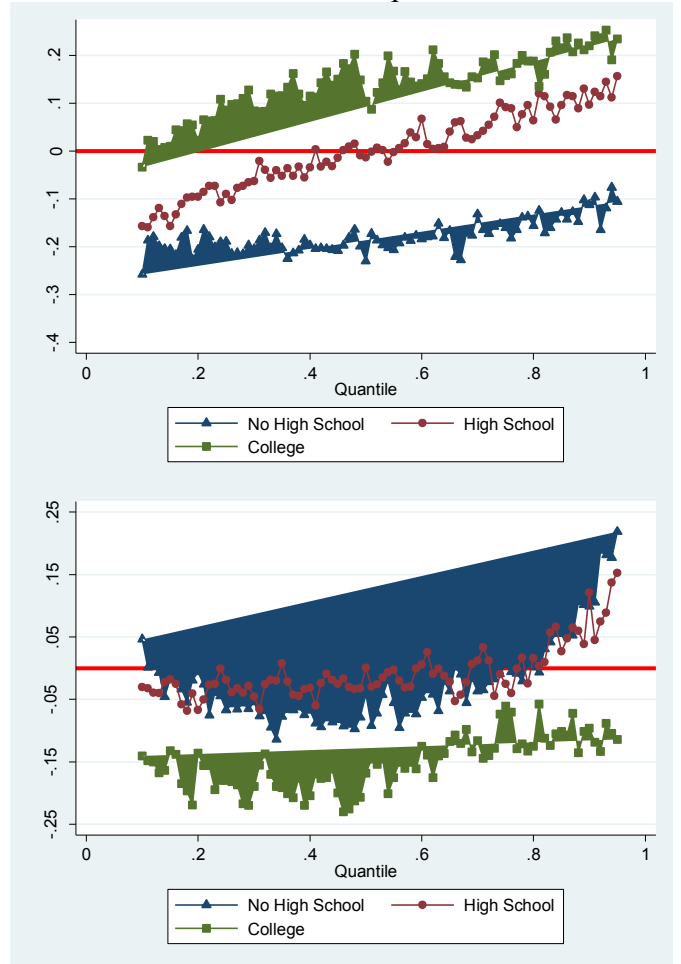 .2
.1
0
-.1
-.2
-.3
-.4
0 .2 .4 .6 .8 1
Quantile
No High School High School
College
.25
.15
.05
-.05
-.15
-.25
0 .2 .4 .6 .8 1
Quantile
No High School High School
College